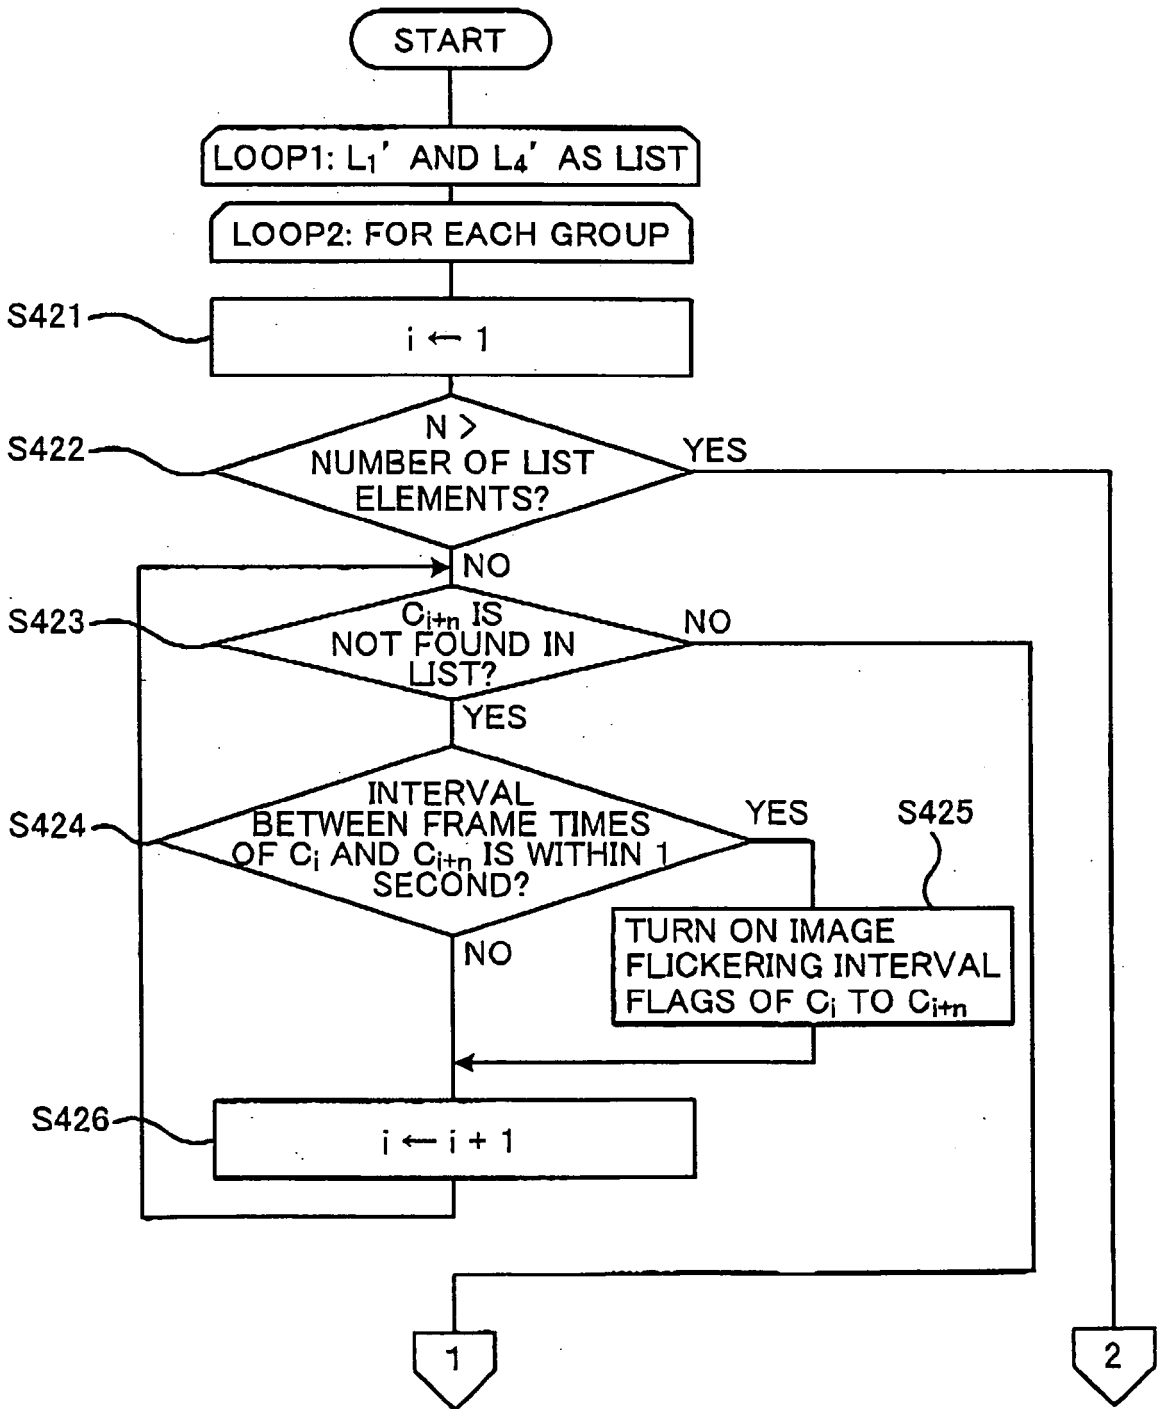 START
LOOP1: L₁' AND L₄' AS LIST
LOOP2: FOR EACH GROUP
S421
i ← 1
S422
N >
NUMBER OF LIST
ELEMENTS?
YES
NO
S423
Cᵢ₊ₙ IS
NOT FOUND IN
LIST?
NO
YES
S424
INTERVAL
BETWEEN FRAME TIMES
OF Cᵢ AND Cᵢ₊ₙ IS WITHIN 1
SECOND?
YES
S425
NO
TURN ON IMAGE
FLICKERING INTERVAL
FLAGS OF Cᵢ TO Cᵢ₊ₙ
S426
i ← i + 1
1
2